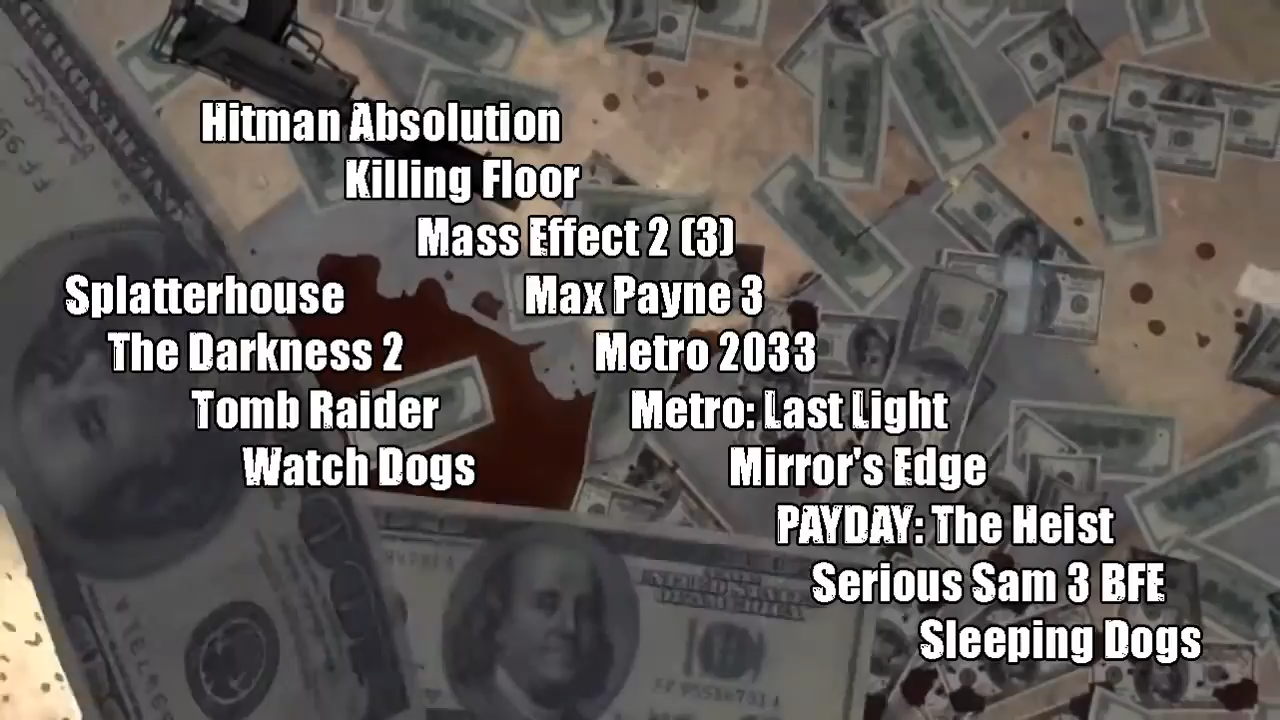 Hitman Absolution
Killing Floor
Mass Effect 2 (3)
Max Payne 3
Metro 2033
Metro: Last Light
Mirror's Edge
PAYDAY: The Heist
Serious Sam 3 BFE
Sleeping Dogs
Splatterhouse
The Darkness 2
Tomb Raider
Watch Dogs